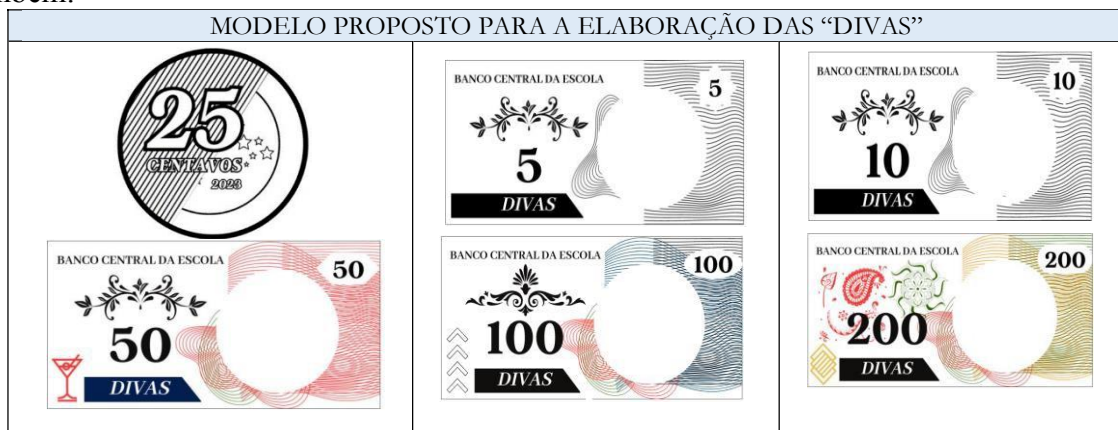 MODELO PROPOSTO PARA A ELABORAÇÃO DAS “DIVAS”
25
CENTAVOS
2023
BANCO CENTRAL DA ESCOLA
5
5
DIVAS
BANCO CENTRAL DA ESCOLA
10
10
DIVAS
BANCO CENTRAL DA ESCOLA
50
50
DIVAS
BANCO CENTRAL DA ESCOLA
100
100
DIVAS
BANCO CENTRAL DA ESCOLA
200
200
DIVAS